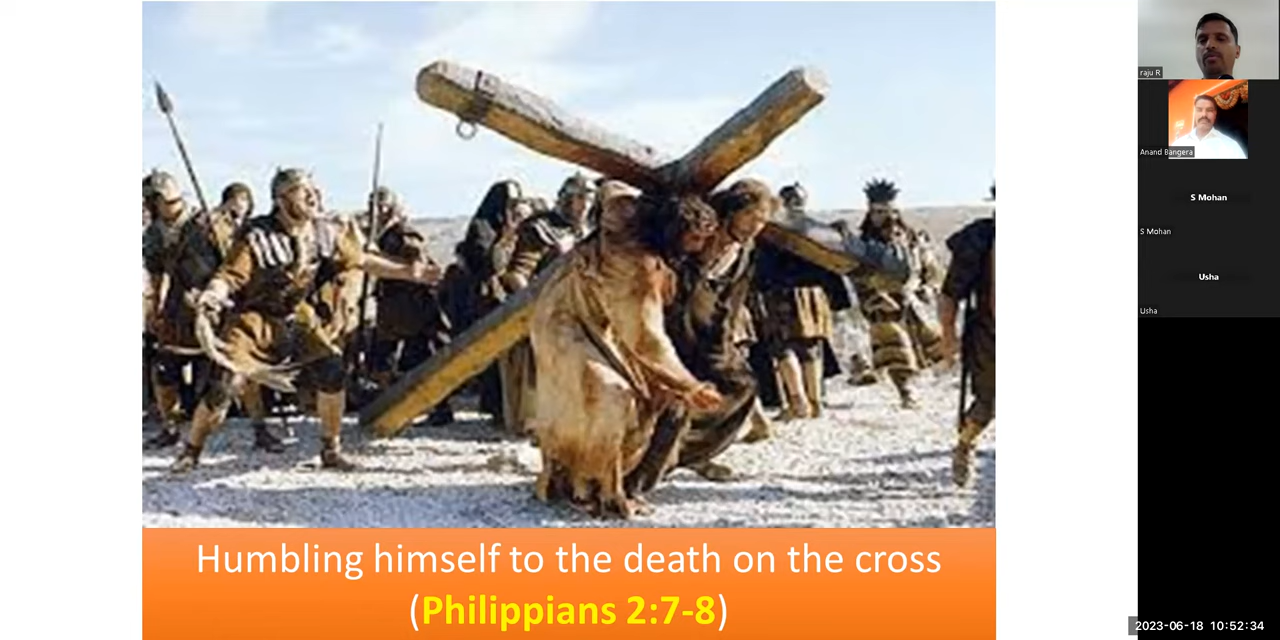 Humbling himself to the death on the cross
(Philippians 2:7-8)
raju R
Anand Bangera
S Mohan
S Mohan
Usha
Usha
2023-06-18 10:52:34